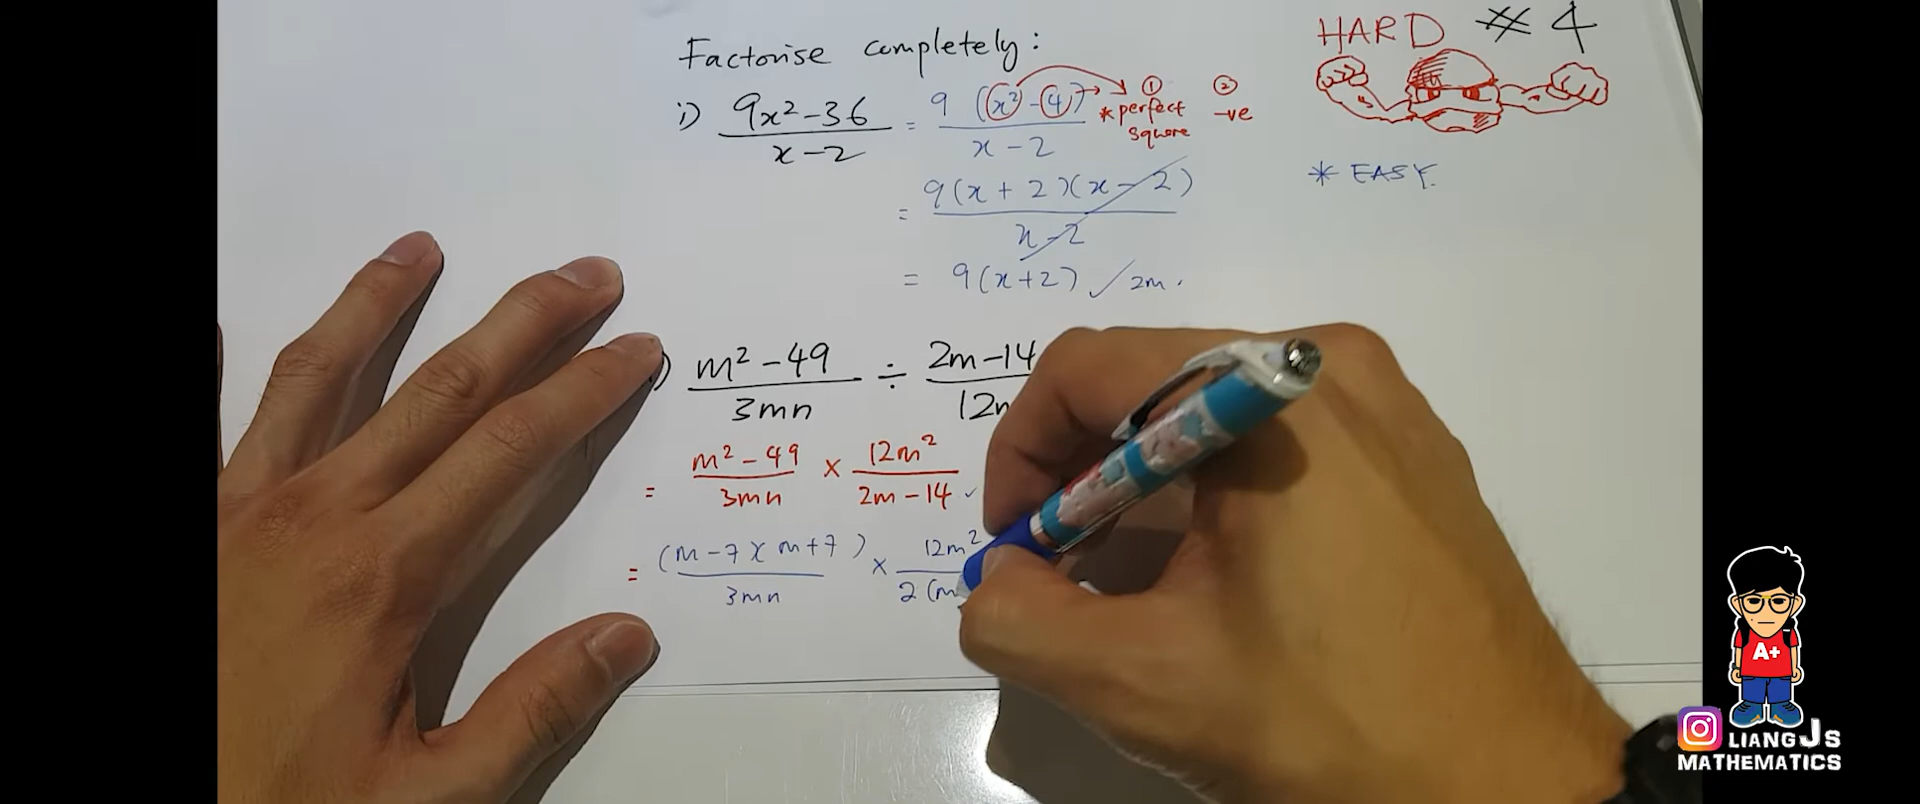 HARD # 4
Factorise completely:
i) 9x²-36 / x-2 = 9 (x²-4) / x-2
① *perfect square ② -ve
* EASY.
= 9(x+2)(x-2) / x-2
= 9(x+2) ✓ 2m.
) m²-49 / 3mn ÷ 2m-14 / 12
= m²-49 / 3mn × 12m² / 2m-14 ✓
= (m-7)(m+7) / 3mn × 12m² / 2(m
A+
LIANGJS
MATHEMATICS